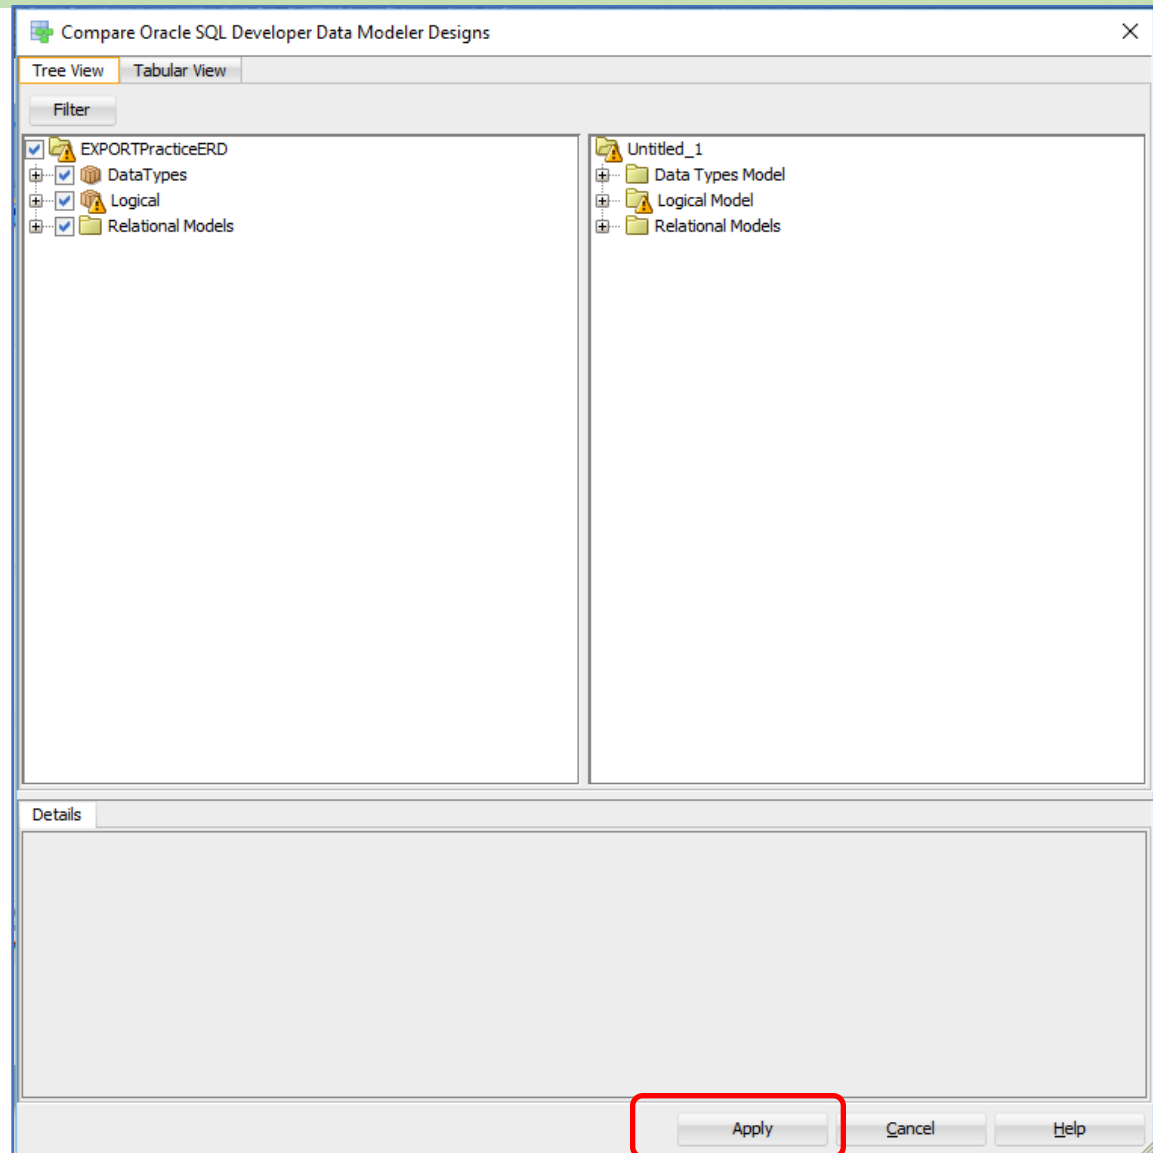 Compare Oracle SQL Developer Data Modeler Designs
Tree View Tabular View
Filter
EXPORTPracticeERD
DataTypes
Logical
Relational Models
Untitled_1
Data Types Model
Logical Model
Relational Models
Details
Apply Cancel Help